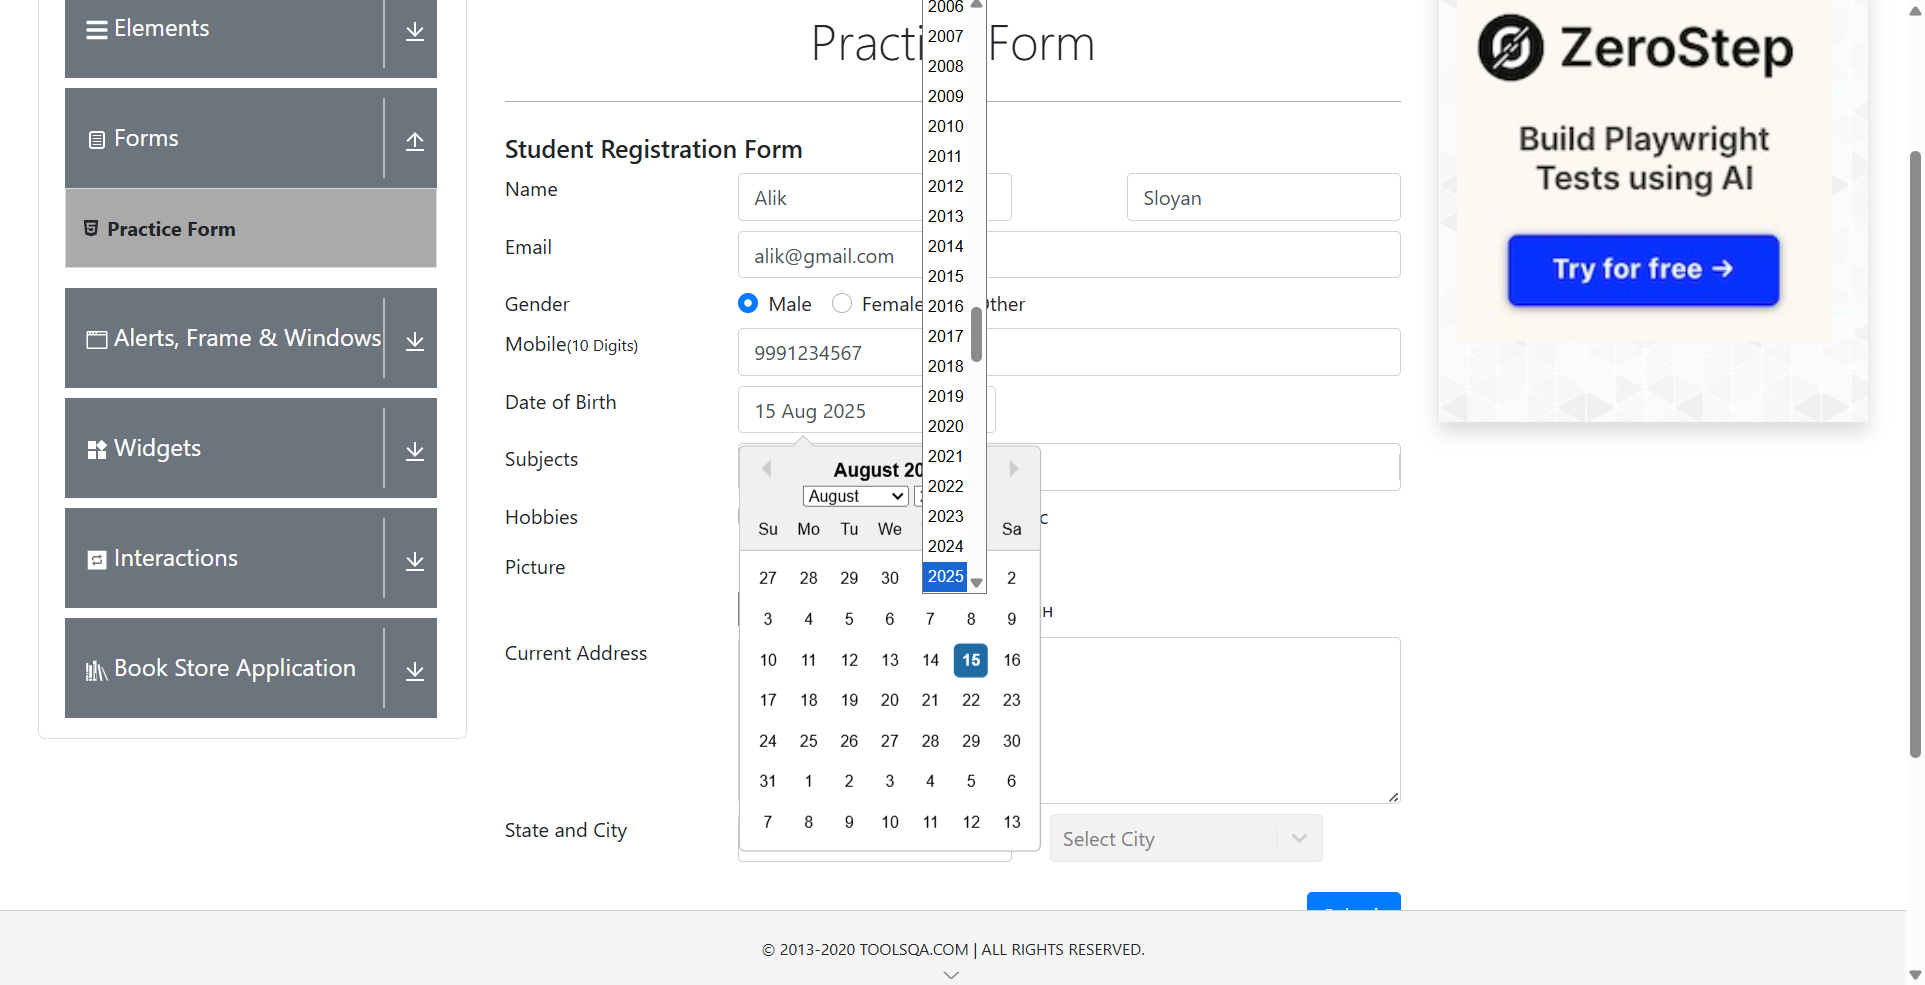 Elements
Forms
Practice Form
Alerts, Frame & Windows
Widgets
Interactions
Book Store Application
Practi Form
Student Registration Form
Name
Alik
Sloyan
Email
alik@gmail.com
Gender
Male
Female
Other
Mobile(10 Digits)
9991234567
Date of Birth
15 Aug 2025
Subjects
Hobbies
Picture
Current Address
State and City
Select City
2006
2007
2008
2009
2010
2011
2012
2013
2014
2015
2016
2017
2018
2019
2020
2021
2022
2023
2024
2025
August 20
August
Su Mo Tu We Sa
27 28 29 30 2
3 4 5 6 7 8 9
10 11 12 13 14 15 16
17 18 19 20 21 22 23
24 25 26 27 28 29 30
31 1 2 3 4 5 6
7 8 9 10 11 12 13
ZeroStep
Build Playwright
Tests using AI
Try for free →
© 2013-2020 TOOLSQA.COM | ALL RIGHTS RESERVED.